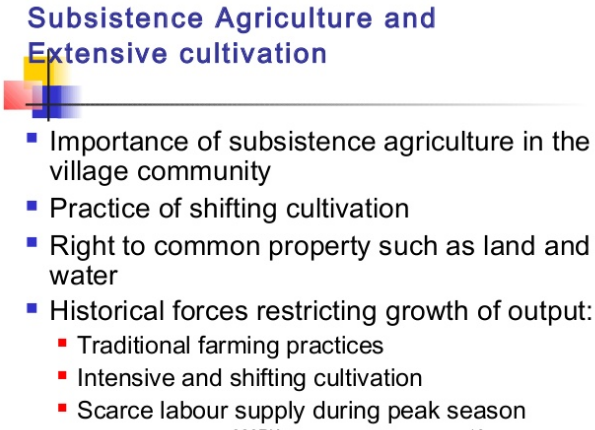 Subsistence Agriculture and
Extensive cultivation
Importance of subsistence agriculture in the
village community
Practice of shifting cultivation
Right to common property such as land and
water
Historical forces restricting growth of output:
Traditional farming practices
Intensive and shifting cultivation
Scarce labour supply during peak season